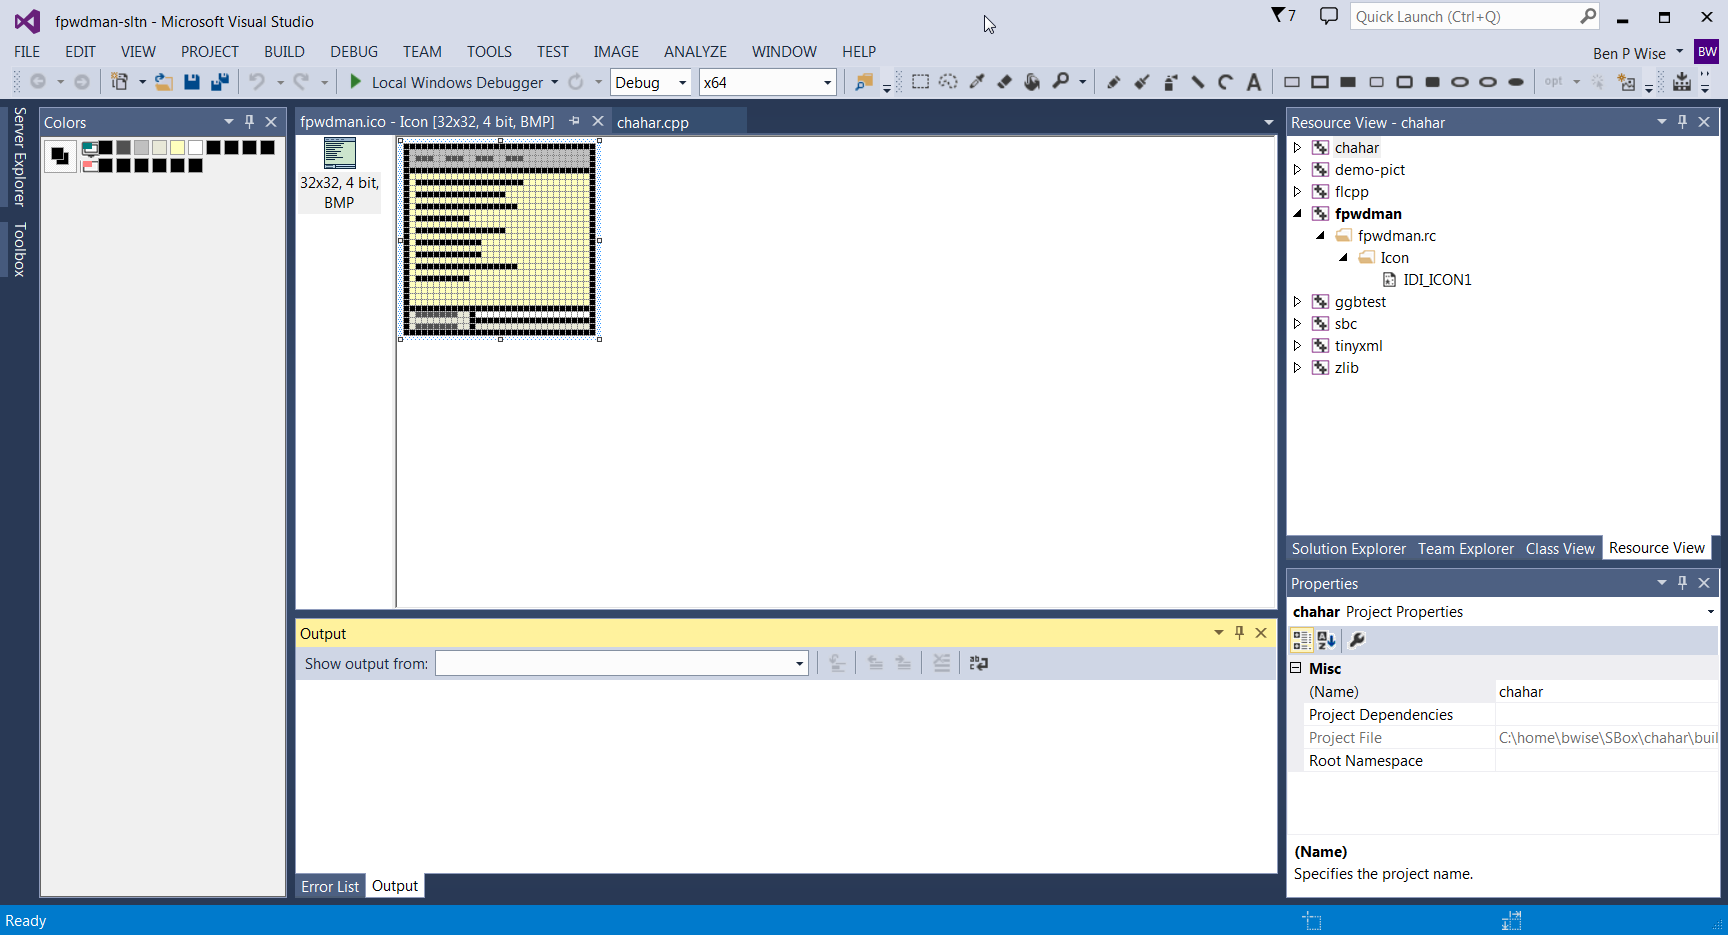 fpwdman-sltn - Microsoft Visual Studio
7
Quick Launch (Ctrl+Q)
FILE EDIT VIEW PROJECT BUILD DEBUG TEAM TOOLS TEST IMAGE ANALYZE WINDOW HELP
Ben P Wise BW
Local Windows Debugger Debug x64 A opt
Server Explorer
Toolbox
Colors
fpwdman.ico - Icon [32x32, 4 bit, BMP] chahar.cpp
32x32, 4 bit,
BMP
Output
Show output from:
Error List Output
Resource View - chahar
chahar
demo-pict
flcpp
fpwdman
fpwdman.rc
Icon
IDI_ICON1
ggbtest
sbc
tinyxml
zlib
Solution Explorer Team Explorer Class View Resource View
Properties
chahar Project Properties
Misc
(Name) chahar
Project Dependencies
Project File C:\home\bwise\SBox\chahar\buil
Root Namespace
(Name)
Specifies the project name.
Ready